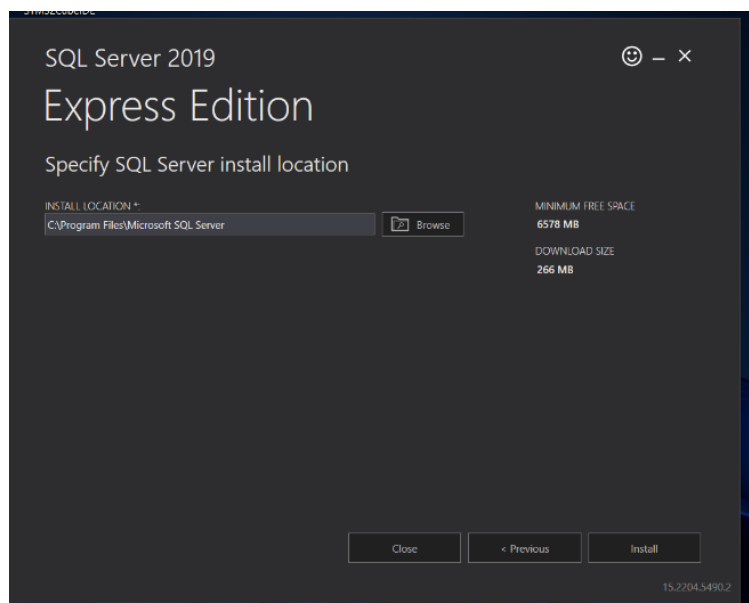 STM32CubeIDE
SQL Server 2019
Express Edition
Specify SQL Server install location
INSTALL LOCATION *
C:\Program Files\Microsoft SQL Server
Browse
MINIMUM FREE SPACE
6578 MB
DOWNLOAD SIZE
266 MB
Close
< Previous
Install
15.2204.5490.2